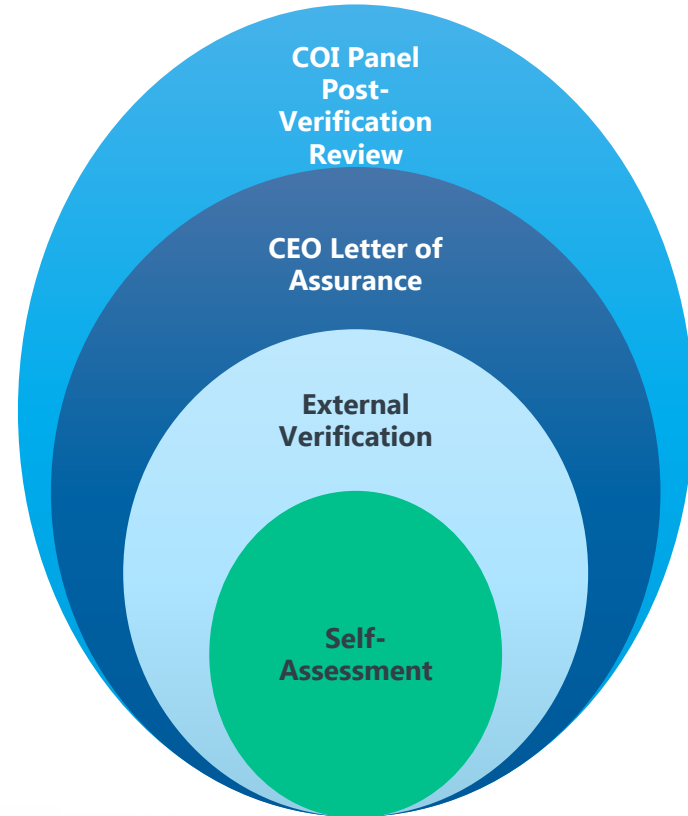 COI Panel
Post-
Verification
Review
CEO Letter of
Assurance
External
Verification
Self-
Assessment